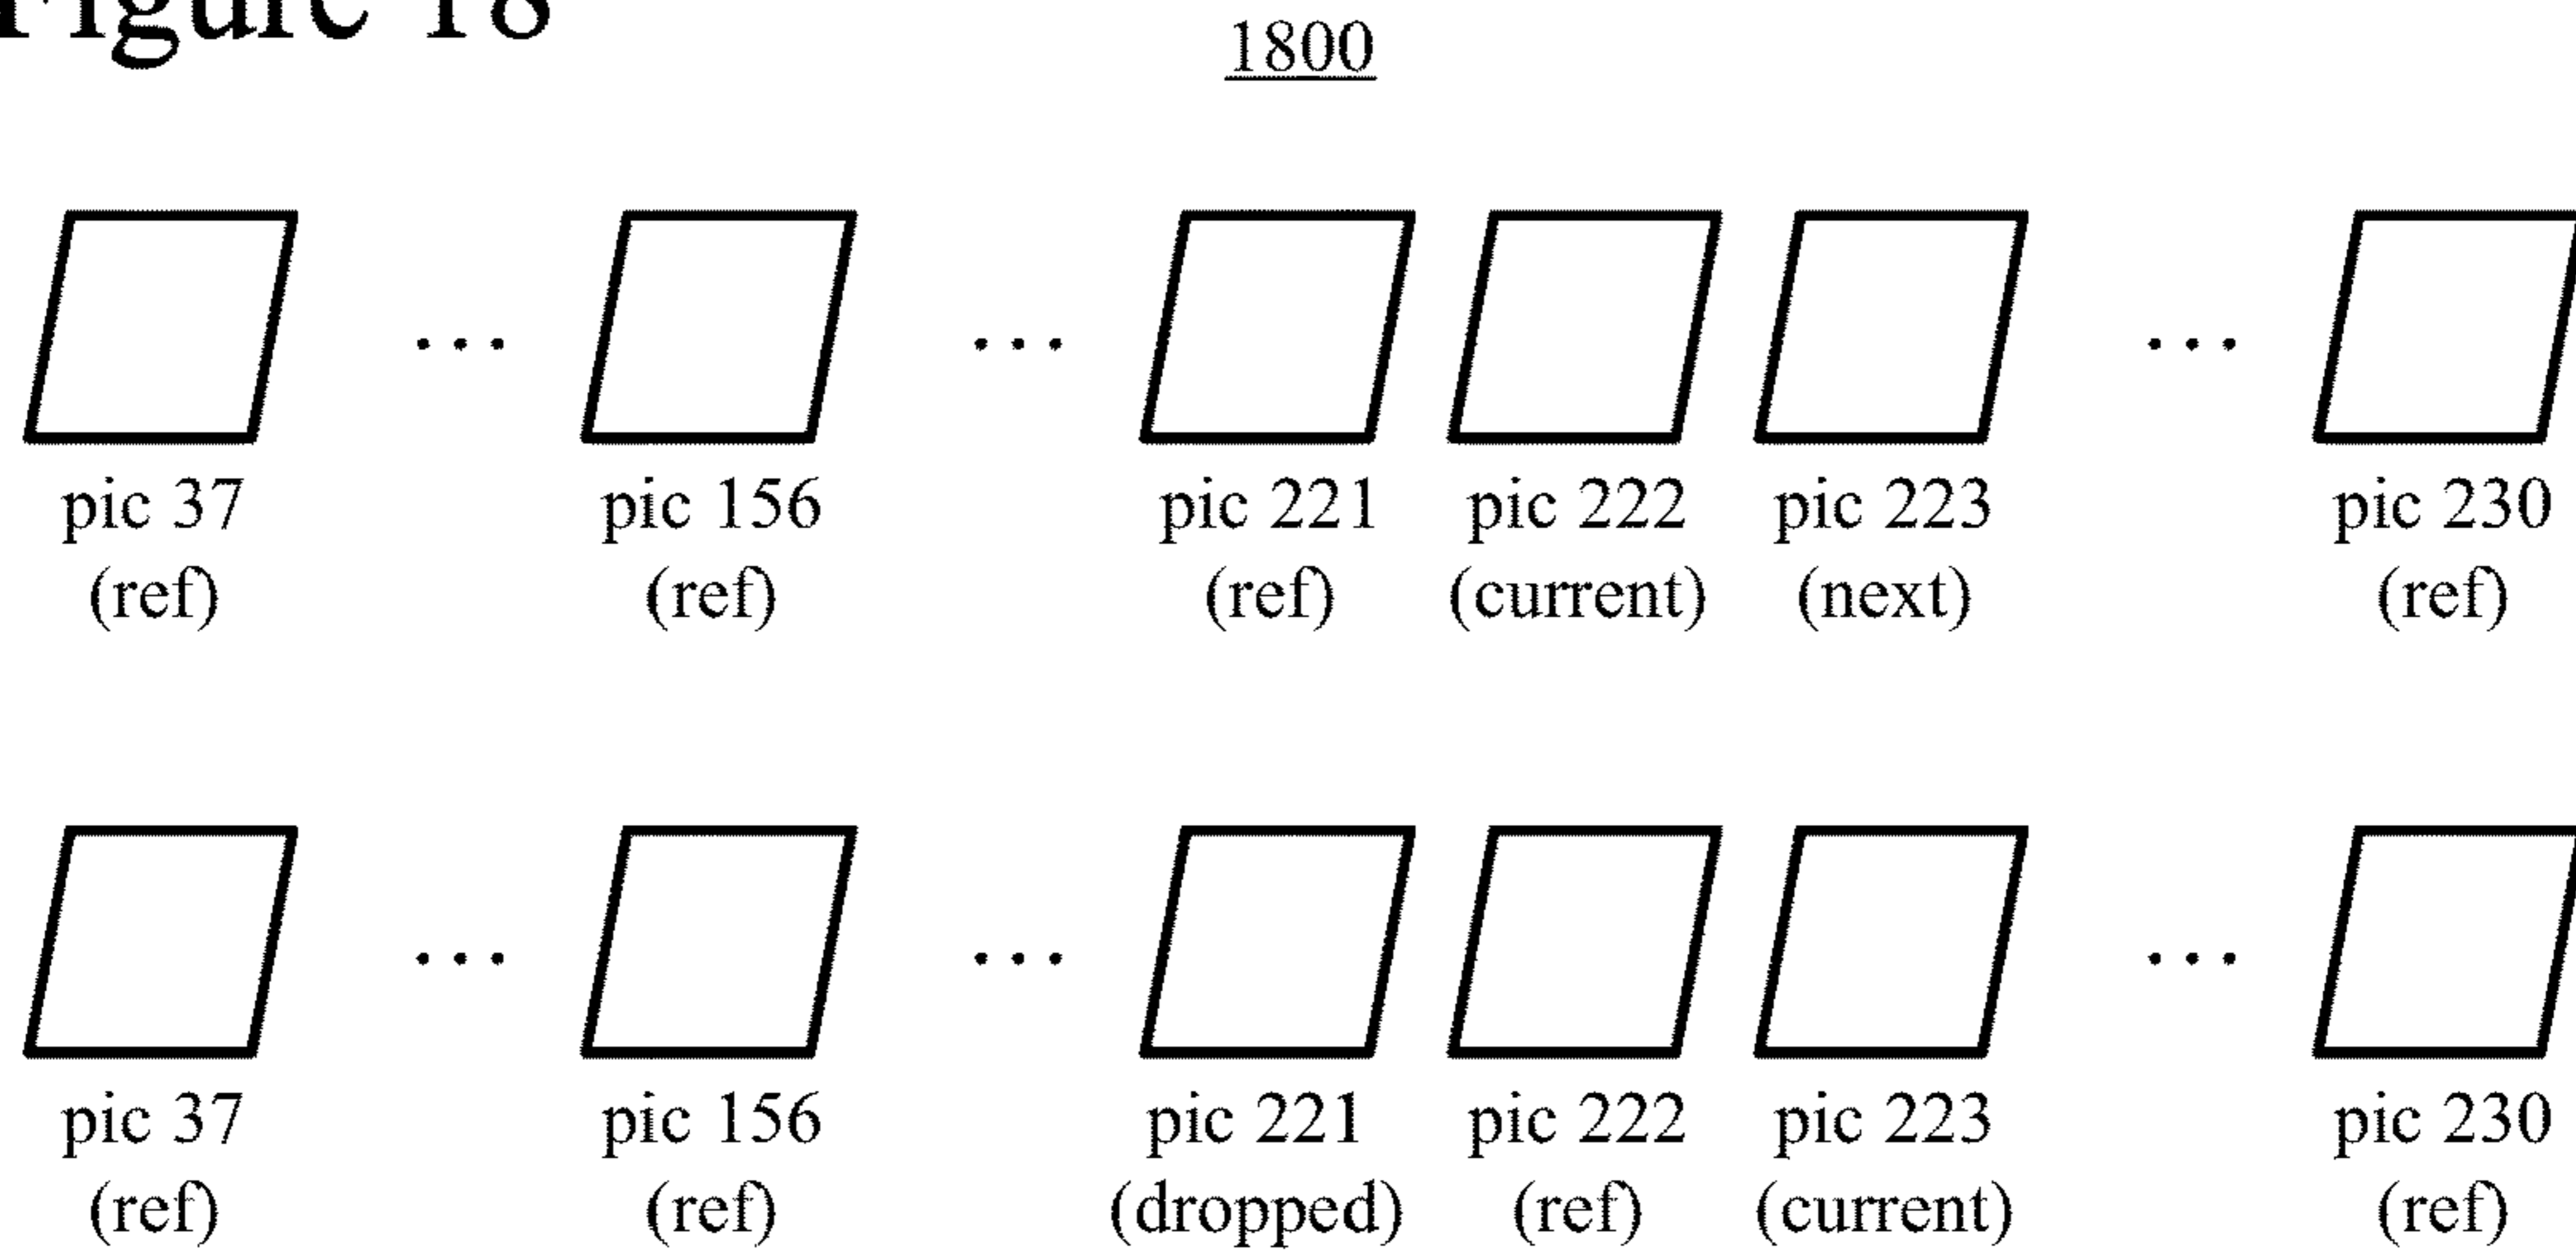 Figure 18
1800
... ... ...
pic 37 pic 156 pic 221 pic 222 pic 223 pic 230
(ref) (ref) (ref) (current) (next) (ref)
... ... ...
pic 37 pic 156 pic 221 pic 222 pic 223 pic 230
(ref) (ref) (dropped) (ref) (current) (ref)